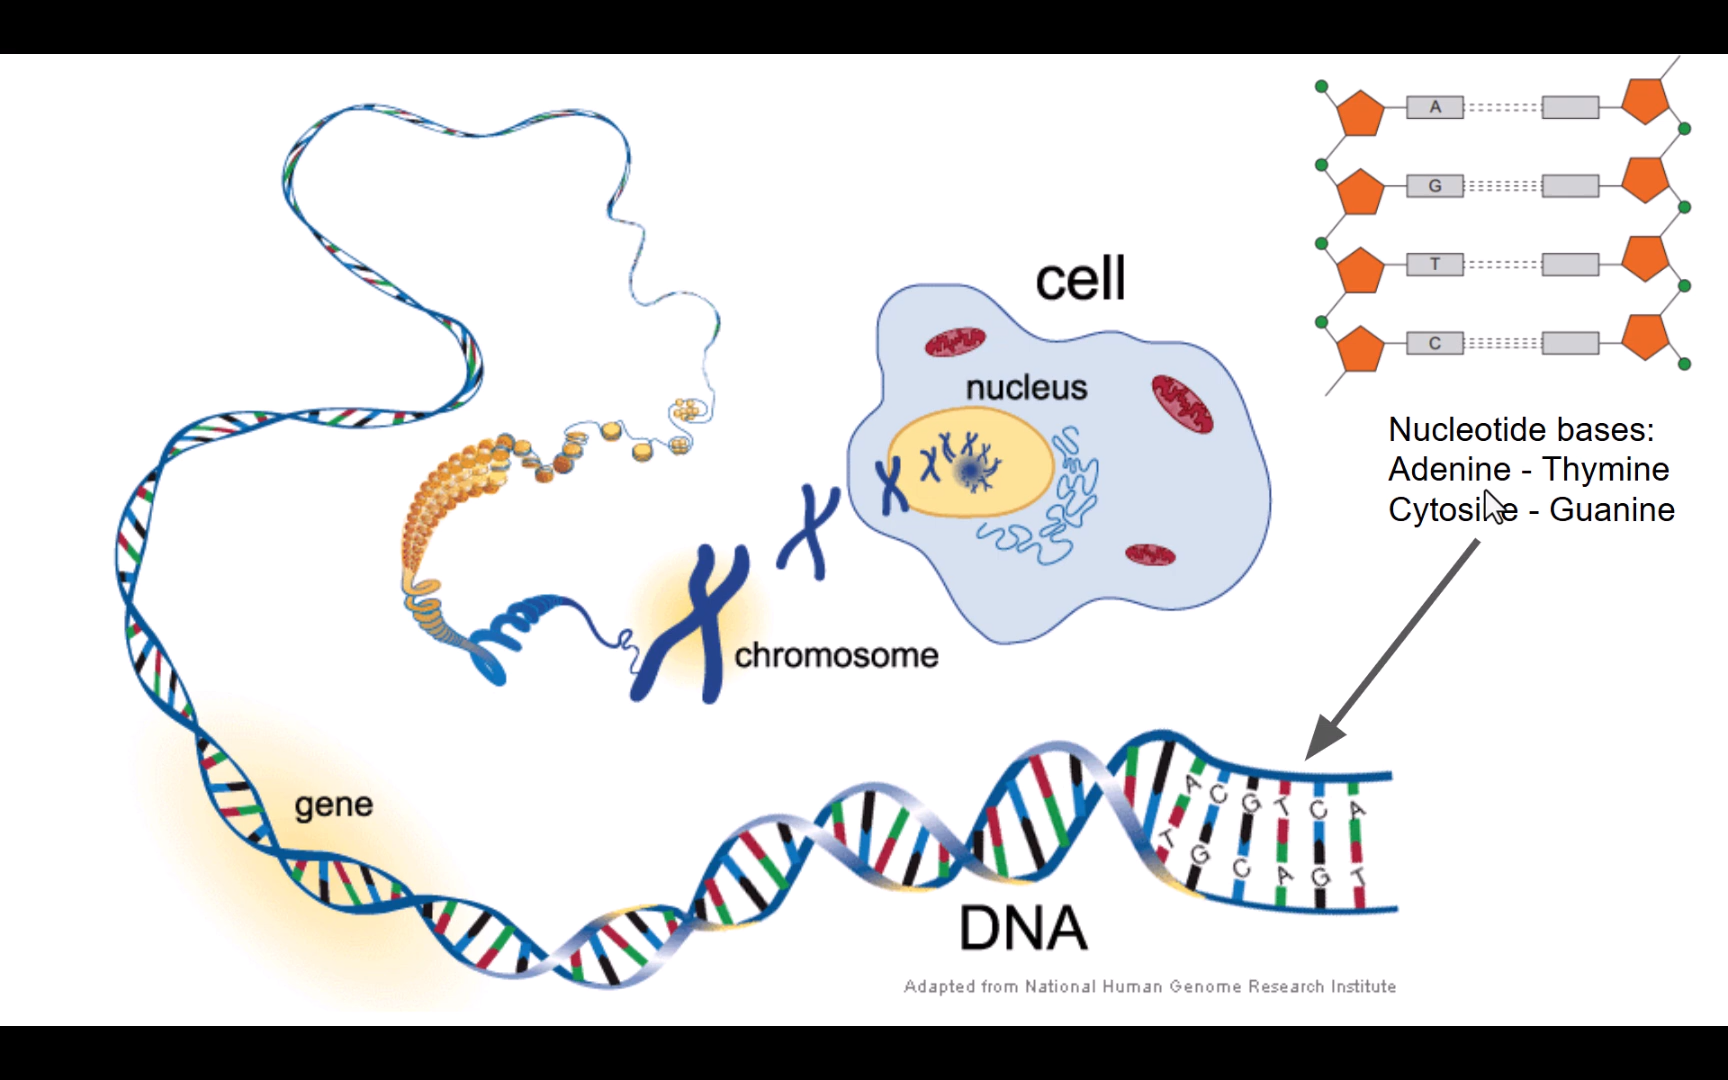 A
G
T
C
cell
nucleus
Nucleotide bases:
Adenine - Thymine
Cytosine - Guanine
chromosome
gene
A C G T C A
T G C A G T
DNA
Adapted from National Human Genome Research Institute